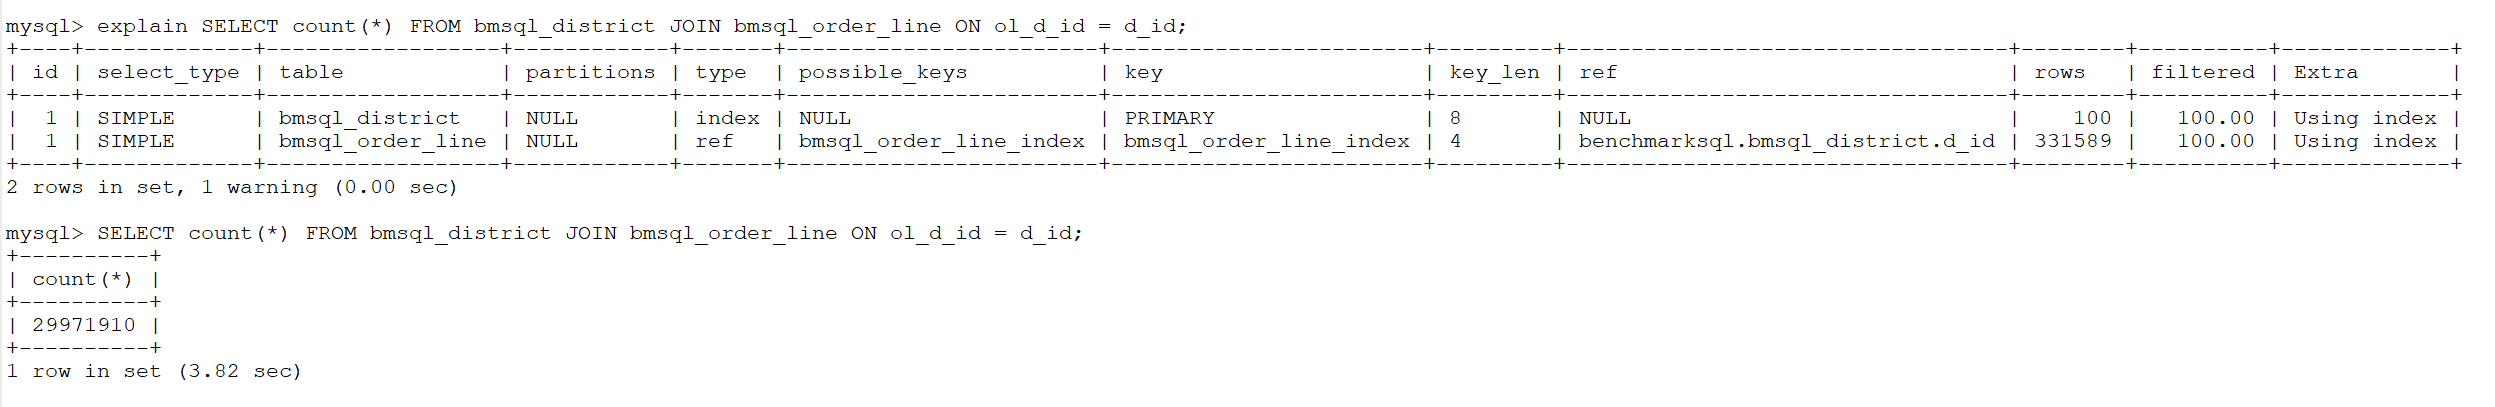 mysql> explain SELECT count(*) FROM bmsql_district JOIN bmsql_order_line ON ol_d_id = d_id;
+----+-------------+------------------+------------+-------+------------------------+------------------------+---------+----------------------------------+--------+----------+-------------+
| id | select_type | table            | partitions | type  | possible_keys          | key                    | key_len | ref                              | rows   | filtered | Extra       |
+----+-------------+------------------+------------+-------+------------------------+------------------------+---------+----------------------------------+--------+----------+-------------+
|  1 | SIMPLE      | bmsql_district   | NULL       | index | NULL                   | PRIMARY                | 8       | NULL                             |    100 |   100.00 | Using index |
|  1 | SIMPLE      | bmsql_order_line | NULL       | ref   | bmsql_order_line_index | bmsql_order_line_index | 4       | benchmarksql.bmsql_district.d_id | 331589 |   100.00 | Using index |
+----+-------------+------------------+------------+-------+------------------------+------------------------+---------+----------------------------------+--------+----------+-------------+
2 rows in set, 1 warning (0.00 sec)

mysql> SELECT count(*) FROM bmsql_district JOIN bmsql_order_line ON ol_d_id = d_id;
+----------+
| count(*) |
+----------+
| 29971910 |
+----------+
1 row in set (3.82 sec)